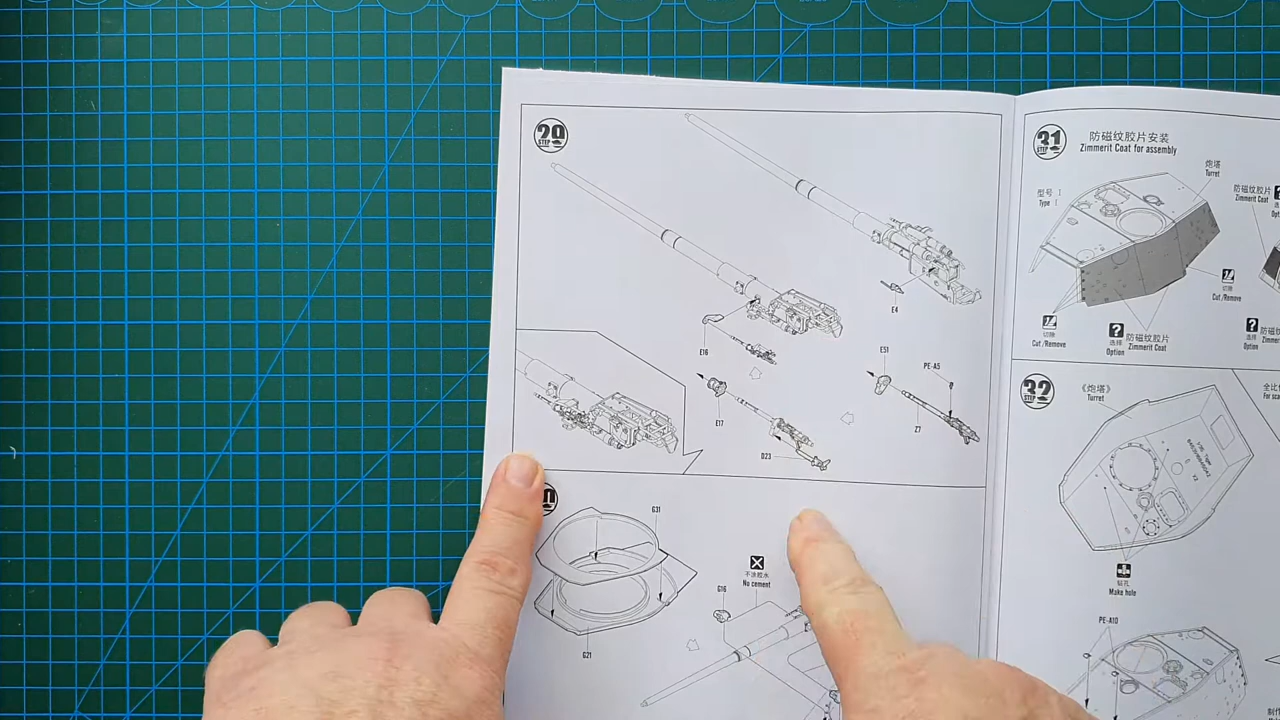 29
STEP
E4
E16
E51
PE-A5
E17
Z7
D23
G31
不涂胶水
No cement
G16
G21
31
STEP
防磁纹胶片安装
Zimmerit Coat for assembly
炮塔
Turret
型号 I
Type I
防磁纹胶片
Zimmerit Coat
切除
Cut /Remove
切除
Cut /Remove
?
选择
Option
防磁纹胶片
Zimmerit Coat
?
选择
Option
32
STEP
《炮塔》
Turret
钻孔
Make hole
PE-A10